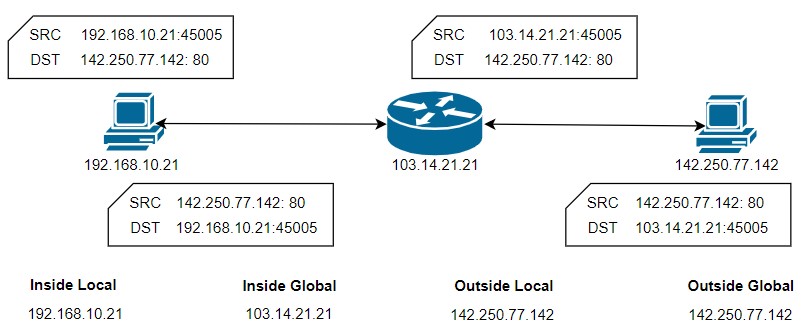 SRC 192.168.10.21:45005
DST 142.250.77.142: 80
SRC 103.14.21.21:45005
DST 142.250.77.142: 80
192.168.10.21
103.14.21.21
142.250.77.142
SRC 142.250.77.142: 80
DST 192.168.10.21:45005
SRC 142.250.77.142: 80
DST 103.14.21.21:45005
Inside Local Inside Global Outside Local Outside Global
192.168.10.21 103.14.21.21 142.250.77.142 142.250.77.142